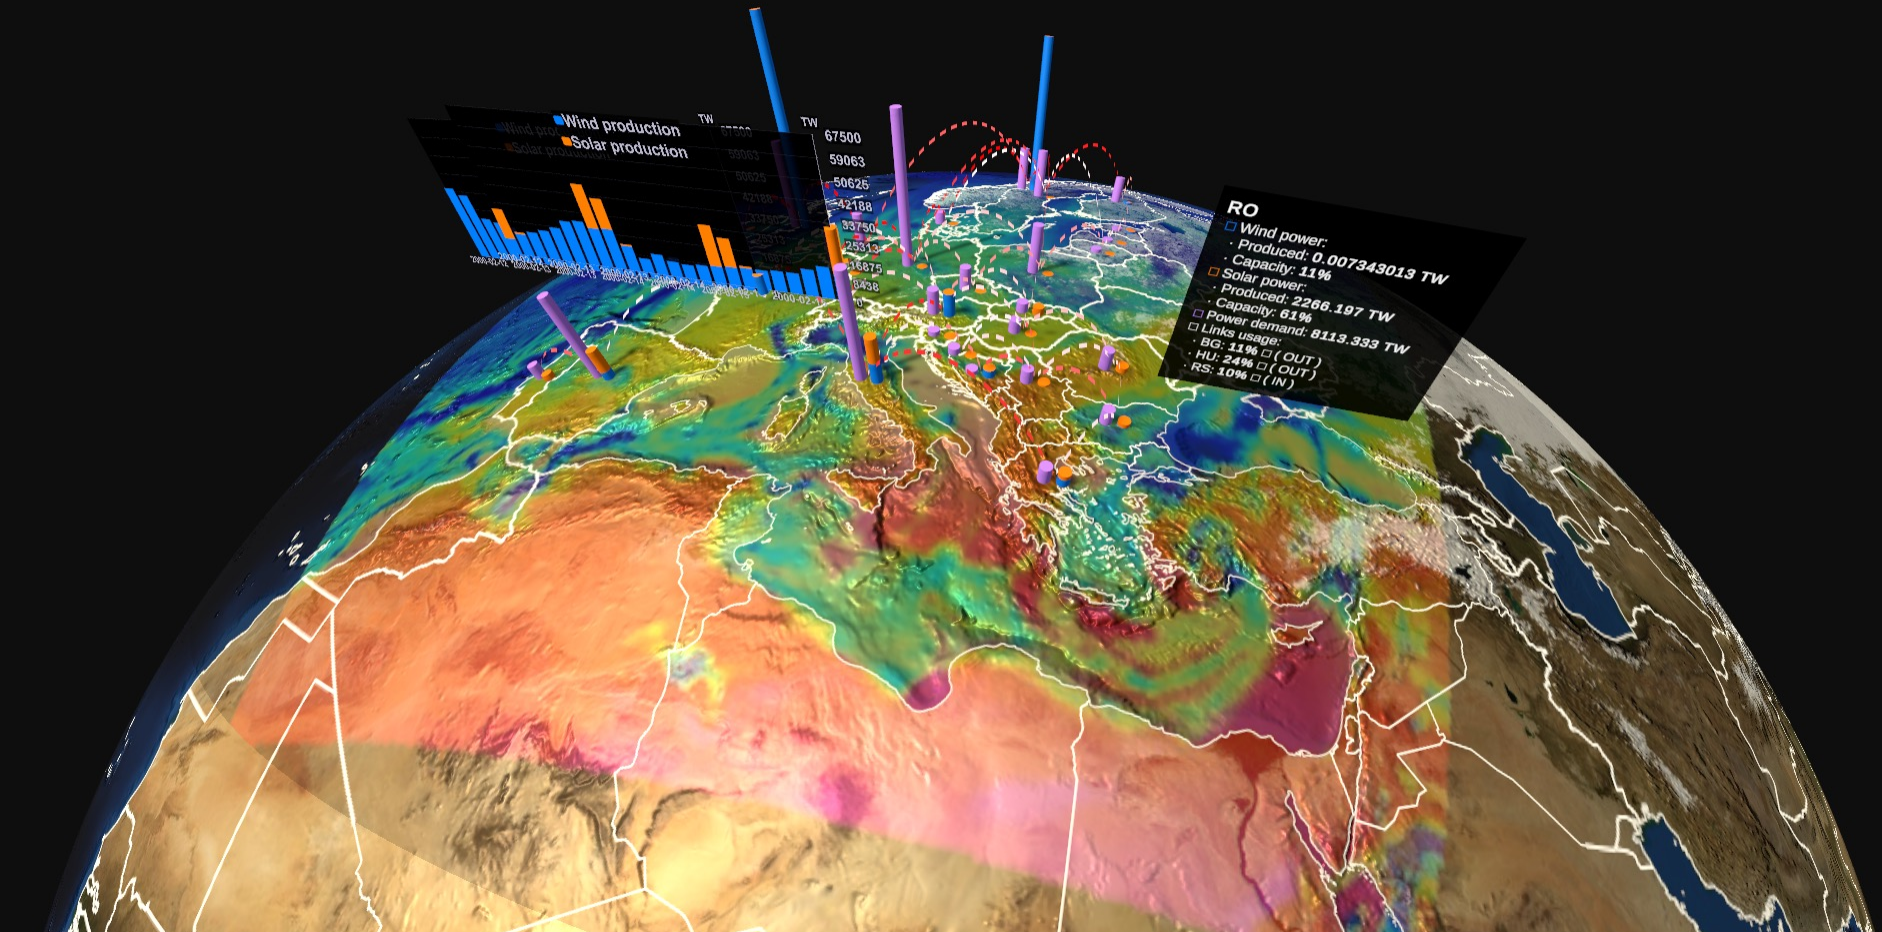 TW
TW
Wind production
Solar production
67500
59063
50625
42188
33750
25313
16875
8438
0
RO
Wind power:
· Produced: 0.007343013 TW
· Capacity: 11%
Solar power:
· Produced: 2266.197 TW
· Capacity: 61%
Power demand: 8113.333 TW
Links usage:
· BG: 11% □ ( OUT )
· HU: 24% □ ( OUT )
· RS: 10% □ ( IN )